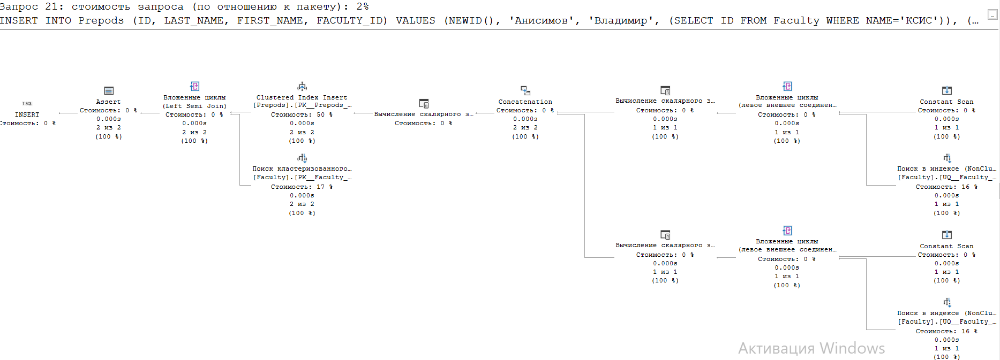 Запрос 21: стоимость запроса (по отношению к пакету): 2%
INSERT INTO Prepods (ID, LAST_NAME, FIRST_NAME, FACULTY_ID) VALUES (NEWID(), 'Анисимов', 'Владимир', (SELECT ID FROM Faculty WHERE NAME='КСИС')), (…
T-SQL
INSERT
Стоимость: 0 %
Assert
Стоимость: 0 %
0.000s
2 из 2
(100 %)
Вложенные циклы
(Left Semi Join)
Стоимость: 0 %
0.000s
2 из 2
(100 %)
Clustered Index Insert
[Prepods].[PK__Prepods_…
Стоимость: 50 %
0.000s
2 из 2
(100 %)
Поиск кластеризованного…
[Faculty].[PK__Faculty_…
Стоимость: 17 %
0.000s
2 из 2
(100 %)
Вычисление скалярного з…
Стоимость: 0 %
Concatenation
Стоимость: 0 %
0.000s
2 из 2
(100 %)
Вычисление скалярного з…
Стоимость: 0 %
0.000s
1 из 1
(100 %)
Вложенные циклы
(левое внешнее соединен…
Стоимость: 0 %
0.000s
1 из 1
(100 %)
Constant Scan
Стоимость: 0 %
0.000s
1 из 1
(100 %)
Поиск в индексе (NonClu…
[Faculty].[UQ__Faculty_…
Стоимость: 16 %
0.000s
1 из 1
(100 %)
Вычисление скалярного з…
Стоимость: 0 %
0.000s
1 из 1
(100 %)
Вложенные циклы
(левое внешнее соединен…
Стоимость: 0 %
0.000s
1 из 1
(100 %)
Constant Scan
Стоимость: 0 %
0.000s
1 из 1
(100 %)
Поиск в индексе (NonClu…
[Faculty].[UQ__Faculty_…
Стоимость: 16 %
0.000s
1 из 1
(100 %)
Активация Windows